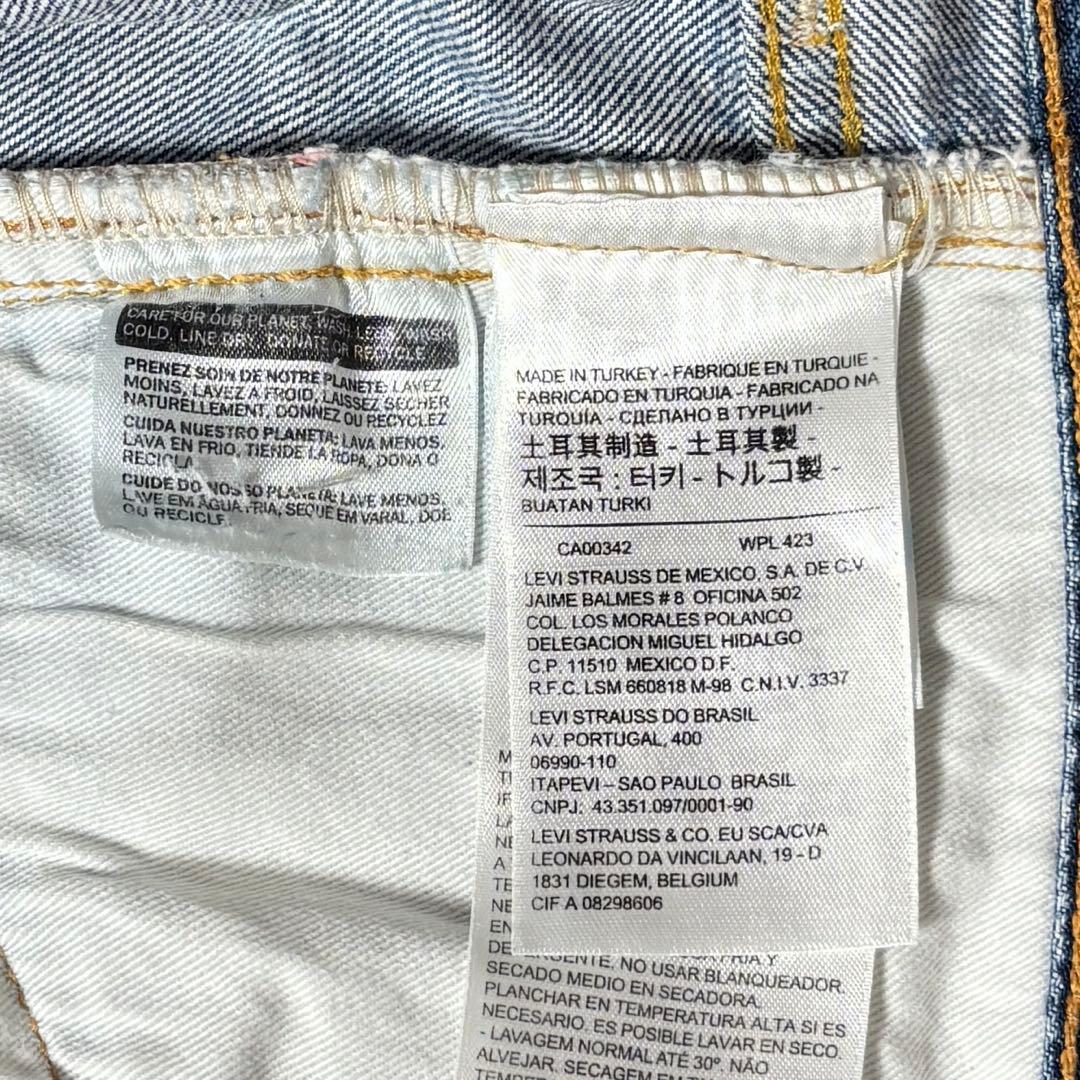 CARE FOR OUR PLANET: WASH LESS, WASH
COLD, LINE DRY, DONATE OR RECYCLE
PRENEZ SOIN DE NOTRE PLANETE: LAVEZ
MOINS, LAVEZ A FROID, LAISSEZ SECHER
NATURELLEMENT, DONNEZ OU RECYCLEZ
CUIDA NUESTRO PLANETA: LAVA MENOS,
LAVA EN FRIO, TIENDE LA ROPA, DONA O
RECICLA
CUIDE DO NOSSO PLANETA: LAVE MENOS,
LAVE EM AGUA FRIA, SEQUE EM VARAL, DOE
OU RECICLE
MADE IN TURKEY - FABRIQUE EN TURQUIE -
FABRICADO EN TURQUIA - FABRICADO NA
TURQUÍA - СДЕЛАНО В ТУРЦИИ -
土耳其制造 - 土耳其製 -
제조국 : 터키 - トルコ製 -
BUATAN TURKI
CA00342 WPL 423
LEVI STRAUSS DE MEXICO, S.A. DE C.V.
JAIME BALMES # 8 OFICINA 502
COL. LOS MORALES POLANCO
DELEGACION MIGUEL HIDALGO
C.P. 11510 MEXICO D.F.
R.F.C. LSM 660818 M-98 C.N.I.V. 3337
LEVI STRAUSS DO BRASIL
AV. PORTUGAL, 400
06990-110
ITAPEVI – SAO PAULO BRASIL
CNPJ: 43.351.097/0001-90
LEVI STRAUSS & CO. EU SCA/CVA
LEONARDO DA VINCILAAN, 19 - D
1831 DIEGEM, BELGIUM
CIF A 08298606
FRIA Y
DETERGENTE, NO USAR BLANQUEADOR,
SECADO MEDIO EN SECADORA.
PLANCHAR EN TEMPERATURA ALTA SI ES
NECESARIO. ES POSIBLE LAVAR EN SECO.
- LAVAGEM NORMAL ATÉ 30º. NÃO
ALVEJAR. SECAGEM EM